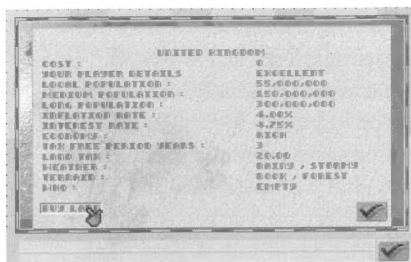 UNITED KINGDOM
COST : 0
YOUR PLAYER DETAILS EXCELLENT
LOCAL POPULATION : 55,000,000
MEDIUM POPULATION : 150,000,000
LONG POPULATION : 300,000,000
INFLATION RATE : 4.00%
INTEREST RATE : 4.75%
ECONOMY : RICH
TAX FREE PERIOD YEARS : 3
LAND TAX : 20.00
WEATHER : RAINY , STORMY
TERRAIN : ROCK , FOREST
WHO : EMPTY
BUY